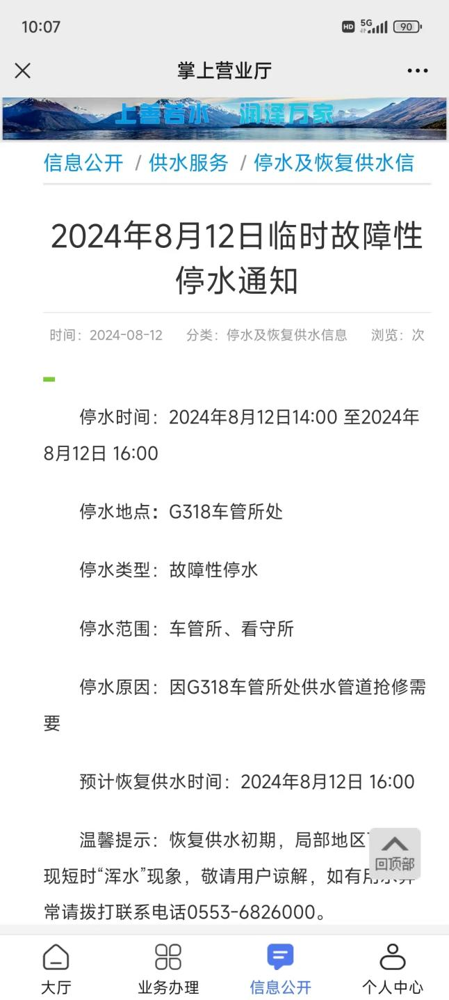 10:07
HD 5G 90
掌上营业厅
上善若水 润泽万家
信息公开 / 供水服务 / 停水及恢复供水信
2024年8月12日临时故障性
停水通知
时间：2024-08-12 分类：停水及恢复供水信息 浏览：次
停水时间：2024年8月12日14:00 至2024年
8月12日 16:00
停水地点：G318车管所处
停水类型：故障性停水
停水范围：车管所、看守所
停水原因：因G318车管所处供水管道抢修需
要
预计恢复供水时间：2024年8月12日 16:00
温馨提示：恢复供水初期，局部地区
现短时“浑水”现象，敬请用户谅解，如有用
常请拨打联系电话0553-6826000。
回顶部
大厅 业务办理 信息公开 个人中心